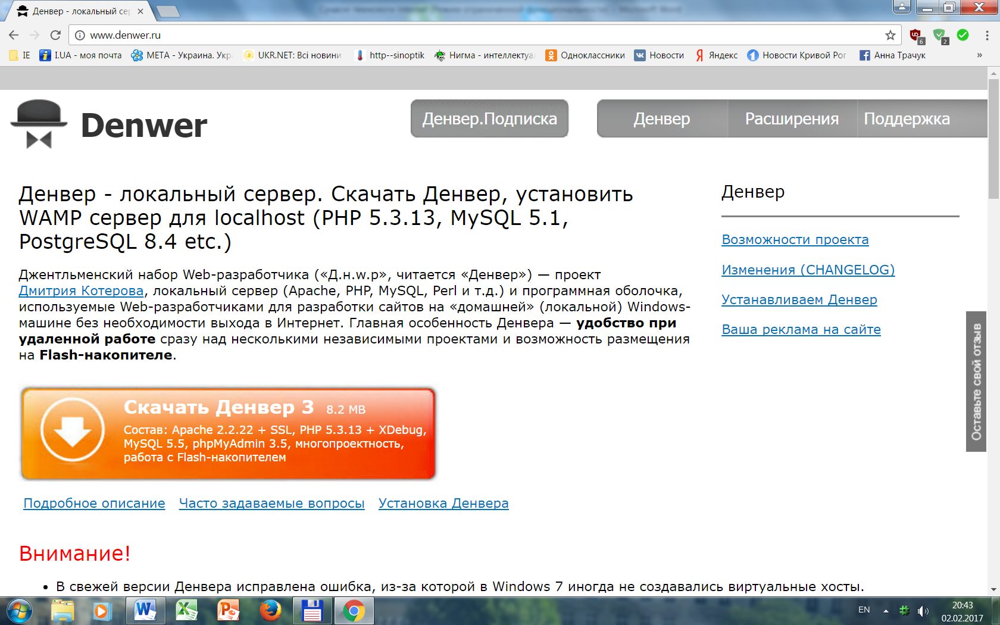 Денвер - локальный сер
www.denwer.ru
6
2
IE
I.UA - моя почта
МЕТА - Украина. Укр
UKR.NET: Всі новини
http--sinoptik
Нигма - интеллектуа
Одноклассники
Новости
Яндекс
Новости Кривой Рог
Анна Трачук
»
Denwer
Денвер.Подписка
Денвер
Расширения
Поддержка
Денвер - локальный сервер. Скачать Денвер, установить
WAMP сервер для localhost (PHP 5.3.13, MySQL 5.1,
PostgreSQL 8.4 etc.)
Джентльменский набор Web-разработчика («Д.н.w.р», читается «Денвер») — проект
Дмитрия Котерова, локальный сервер (Apache, PHP, MySQL, Perl и т.д.) и программная оболочка,
используемые Web-разработчиками для разработки сайтов на «домашней» (локальной) Windows-
машине без необходимости выхода в Интернет. Главная особенность Денвера — удобство при
удаленной работе сразу над несколькими независимыми проектами и возможность размещения
на Flash-накопителе.
Денвер
Возможности проекта
Изменения (CHANGELOG)
Устанавливаем Денвер
Ваша реклама на сайте
Оставьте свой отзыв
Скачать Денвер 3 8.2 MB
Состав: Apache 2.2.22 + SSL, PHP 5.3.13 + XDebug,
MySQL 5.5, phpMyAdmin 3.5, многопроектность,
работа с Flash-накопителем
Подробное описание
Часто задаваемые вопросы
Установка Денвера
Внимание!
• В свежей версии Денвера исправлена ошибка, из-за которой в Windows 7 иногда не создавались виртуальные хосты.
EN
20:43
02.02.2017